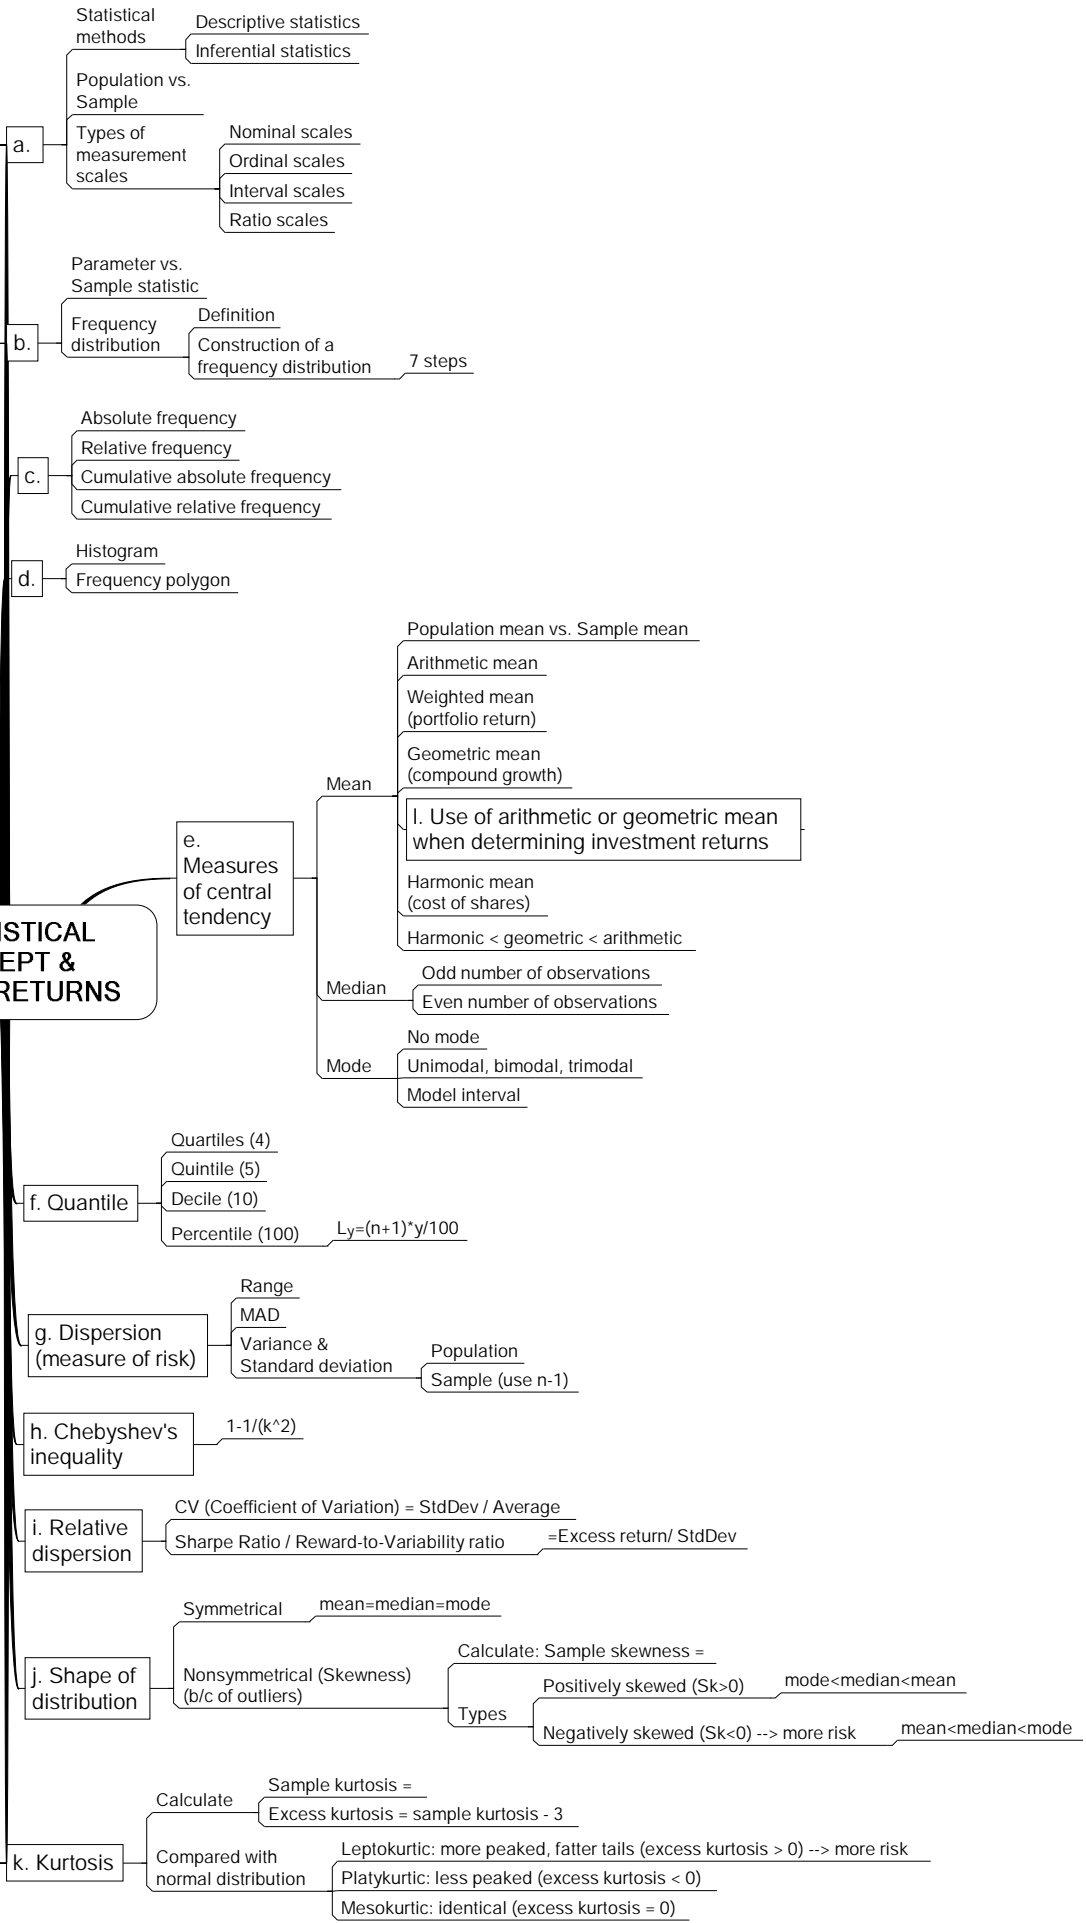 Statistical
methods
Descriptive statistics
Inferential statistics
Population vs.
Sample
a.
Types of
measurement
scales
Nominal scales
Ordinal scales
Interval scales
Ratio scales
Parameter vs.
Sample statistic
b.
Frequency
distribution
Definition
Construction of a
frequency distribution
7 steps
c.
Absolute frequency
Relative frequency
Cumulative absolute frequency
Cumulative relative frequency
d.
Histogram
Frequency polygon
ISTICAL
EPT &
RETURNS
e.
Measures
of central
tendency
Mean
Population mean vs. Sample mean
Arithmetic mean
Weighted mean
(portfolio return)
Geometric mean
(compound growth)
l. Use of arithmetic or geometric mean
when determining investment returns
Harmonic mean
(cost of shares)
Harmonic < geometric < arithmetic
Median
Odd number of observations
Even number of observations
Mode
No mode
Unimodal, bimodal, trimodal
Model interval
f. Quantile
Quartiles (4)
Quintile (5)
Decile (10)
Percentile (100)
Ly=(n+1)*y/100
g. Dispersion
(measure of risk)
Range
MAD
Variance &
Standard deviation
Population
Sample (use n-1)
h. Chebyshev's
inequality
1-1/(k^2)
i. Relative
dispersion
CV (Coefficient of Variation) = StdDev / Average
Sharpe Ratio / Reward-to-Variability ratio
=Excess return/ StdDev
j. Shape of
distribution
Symmetrical
mean=median=mode
Nonsymmetrical (Skewness)
(b/c of outliers)
Calculate: Sample skewness =
Types
Positively skewed (Sk>0)
mode<median<mean
Negatively skewed (Sk<0) --> more risk
mean<median<mode
k. Kurtosis
Calculate
Sample kurtosis =
Excess kurtosis = sample kurtosis - 3
Compared with
normal distribution
Leptokurtic: more peaked, fatter tails (excess kurtosis > 0) --> more risk
Platykurtic: less peaked (excess kurtosis < 0)
Mesokurtic: identical (excess kurtosis = 0)